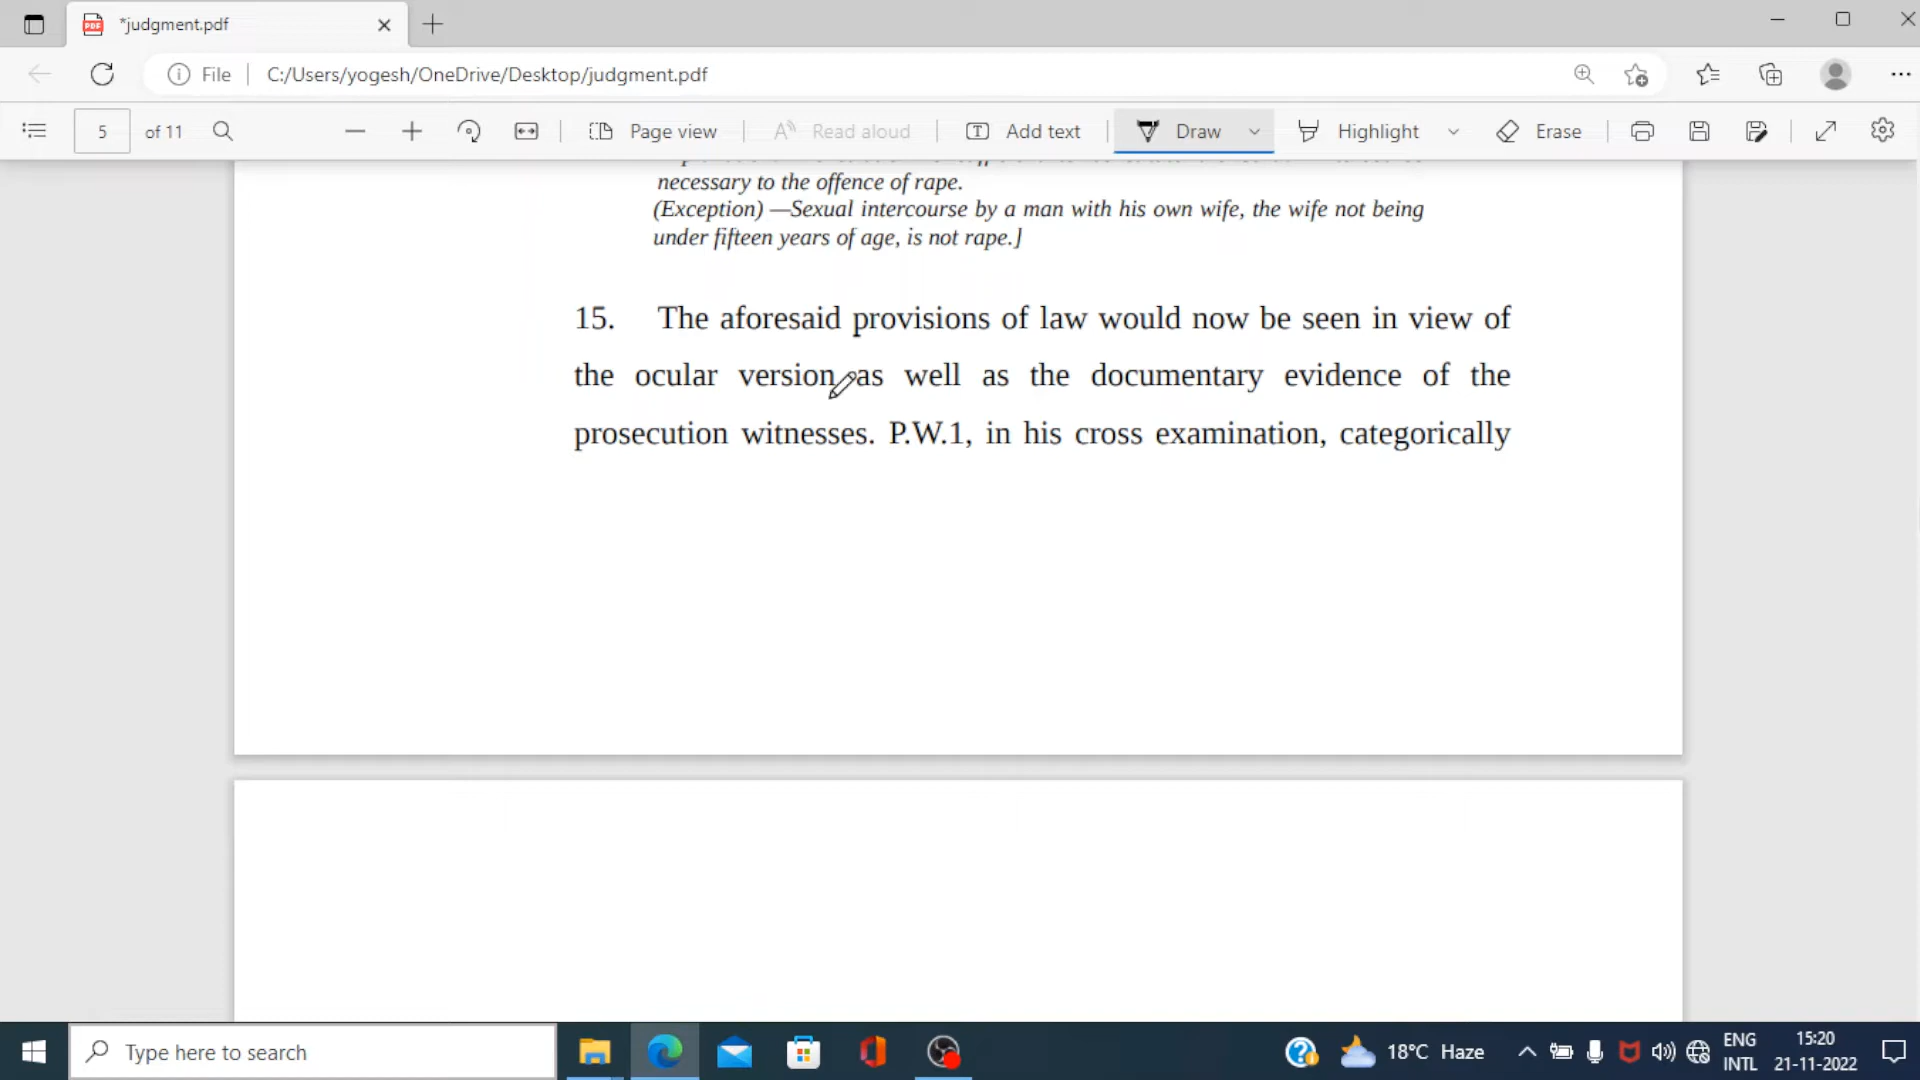 *judgment.pdf
File
C:/Users/yogesh/OneDrive/Desktop/judgment.pdf
5 of 11
Page view
Read aloud
Add text
Draw
Highlight
Erase
necessary to the offence of rape.
(Exception) —Sexual intercourse by a man with his own wife, the wife not being
under fifteen years of age, is not rape.]
15. The aforesaid provisions of law would now be seen in view of
the ocular version as well as the documentary evidence of the
prosecution witnesses. P.W.1, in his cross examination, categorically
Type here to search
18°C Haze
ENG
INTL
15:20
21-11-2022